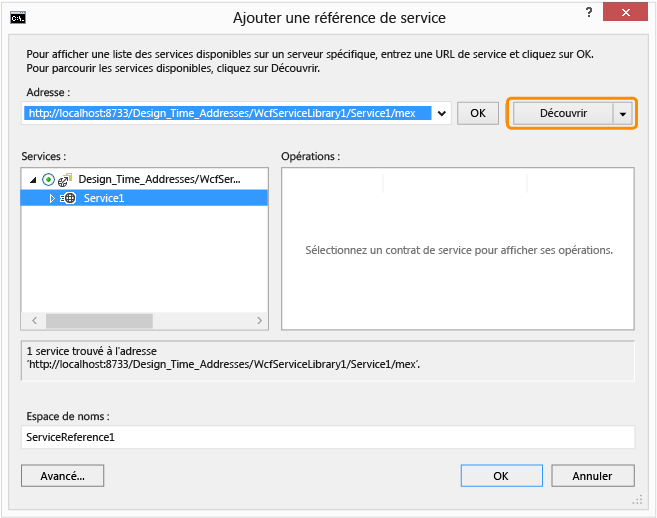 Ajouter une référence de service
Pour afficher une liste des services disponibles sur un serveur spécifique, entrez une URL de service et cliquez sur OK.
Pour parcourir les services disponibles, cliquez sur Découvrir.
Adresse :
http://localhost:8733/Design_Time_Addresses/WcfServiceLibrary1/Service1/mex
OK
Découvrir
Services :
Opérations :
Design_Time_Addresses/WcfSer...
Service1
Sélectionnez un contrat de service pour afficher ses opérations.
1 service trouvé à l'adresse
'http://localhost:8733/Design_Time_Addresses/WcfServiceLibrary1/Service1/mex'.
Espace de noms :
ServiceReference1
Avancé...
OK
Annuler